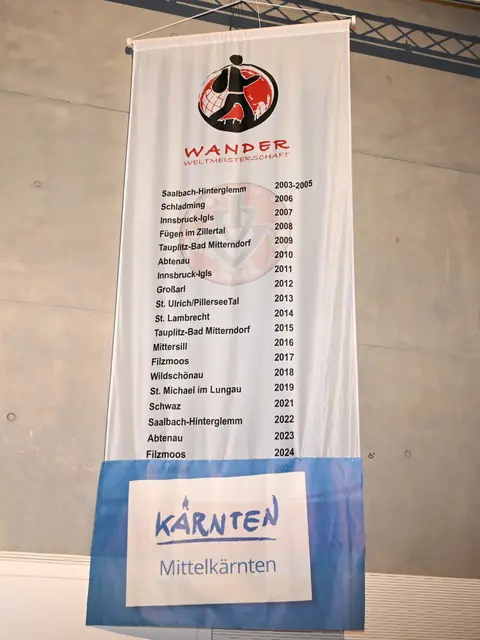 WANDER
WELTMEISTERSCHAFT
Saalbach-Hinterglemm 2003-2005
Schladming 2006
Innsbruck-Igls 2007
Fügen im Zillertal 2008
Tauplitz-Bad Mitterndorf 2009
Abtenau 2010
Innsbruck-Igls 2011
Großarl 2012
St. Ulrich/PillerseeTal 2013
St. Lambrecht 2014
Tauplitz-Bad Mitterndorf 2015
Mittersill 2016
Filzmoos 2017
Wildschönau 2018
St. Michael im Lungau 2019
Schwaz 2021
Saalbach-Hinterglemm 2022
Abtenau 2023
Filzmoos 2024
KÄRNTEN
Mittelkärnten